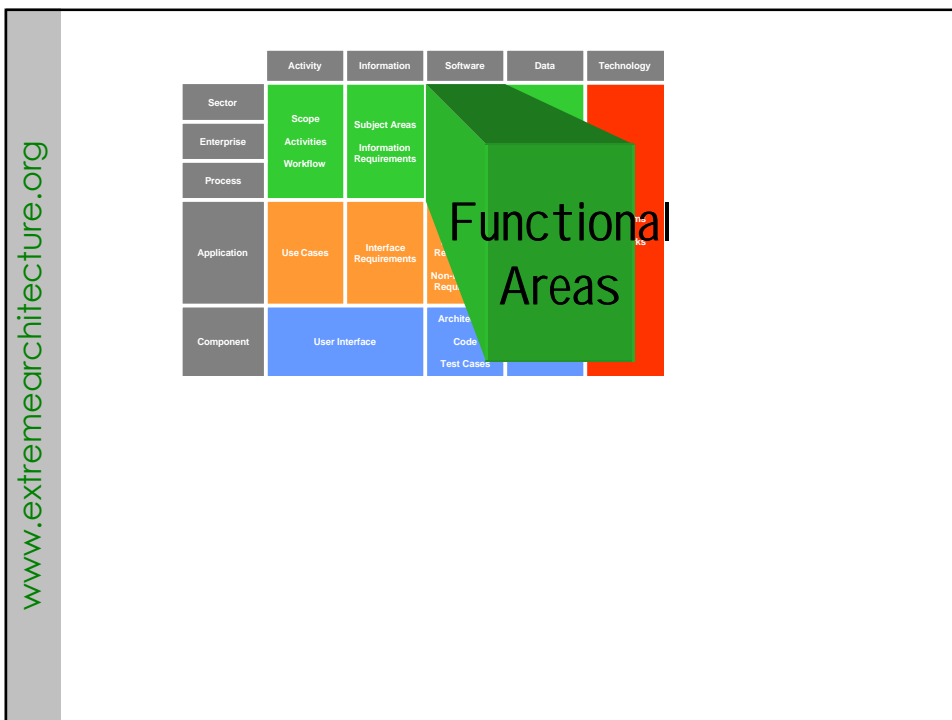 www.extremearchitecture.org
Activity Information Software Data Technology
Sector
Enterprise
Process
Scope
Activities
Workflow
Subject Areas
Information
Requirements
Application
Use Cases
Interface
Requirements
Component
User Interface
Code
Test Cases
Functional
Areas